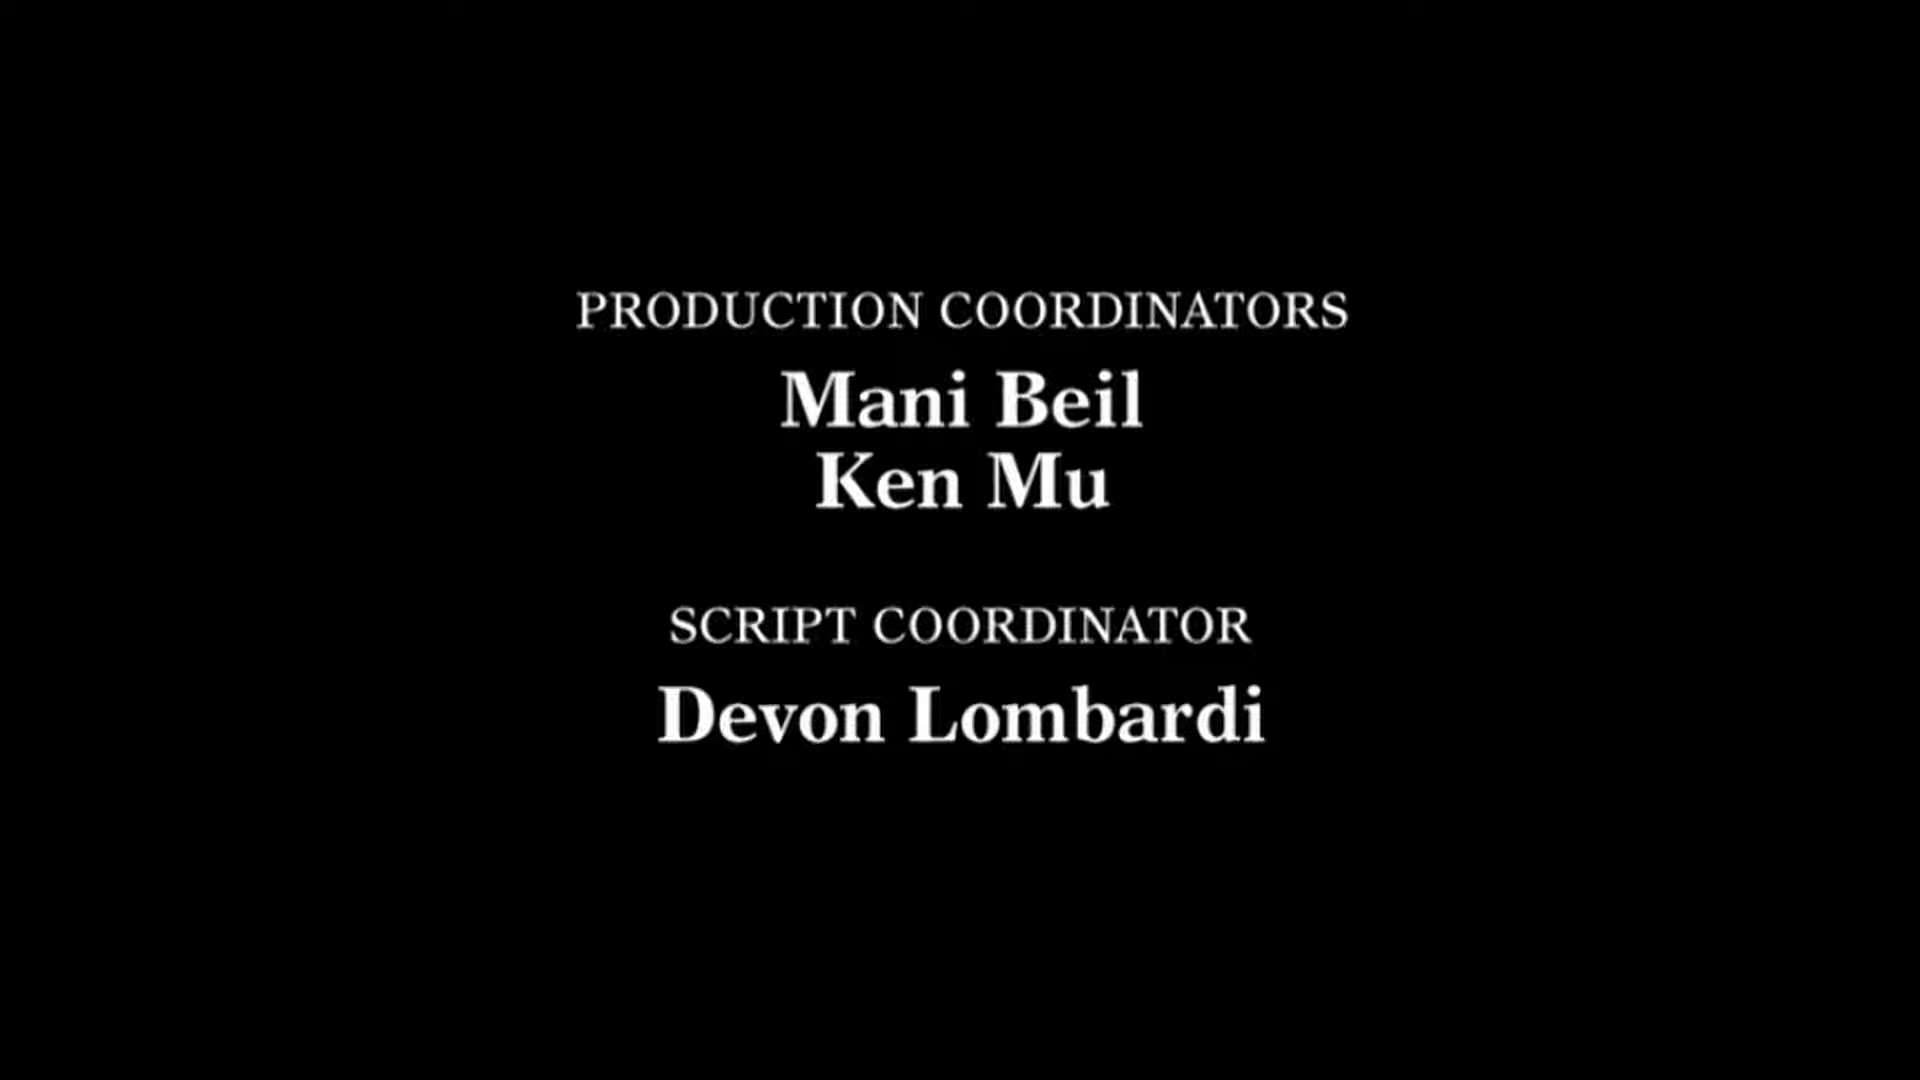 PRODUCTION COORDINATORS
Mani Beil
Ken Mu
SCRIPT COORDINATOR
Devon Lombardi